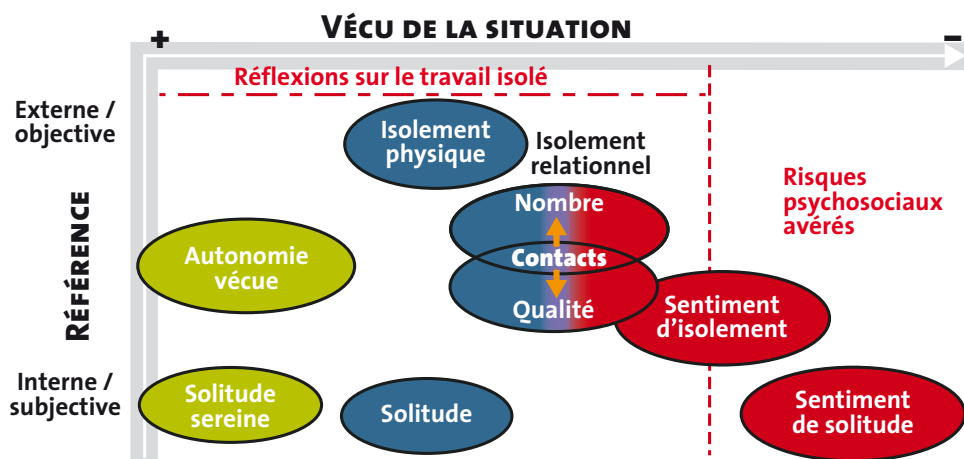 VÉCU DE LA SITUATION
+
–
Réflexions sur le travail isolé
Externe /
objective
Isolement
physique
Isolement
relationnel
Nombre
Contacts
Qualité
Risques
psychosociaux
avérés
RÉFÉRENCE
Autonomie
vécue
Sentiment
d'isolement
Interne /
subjective
Solitude
sereine
Solitude
Sentiment
de solitude